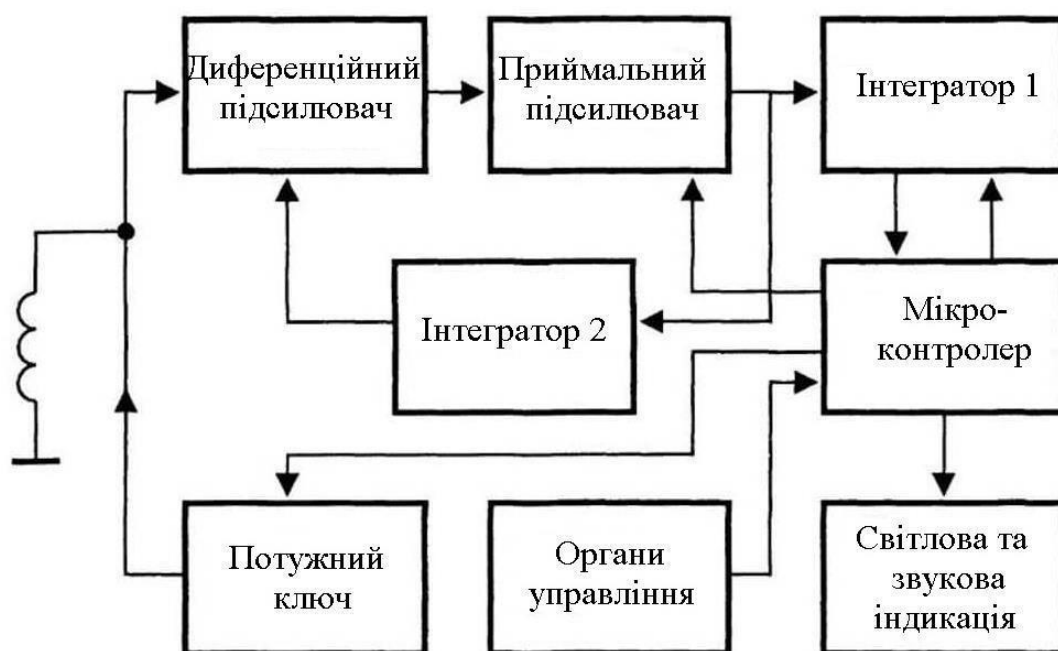 Диференційний
підсилювач
Приймальний
підсилювач
Інтегратор 1
Інтегратор 2
Мікро-
контролер
Потужний
ключ
Органи
управління
Світлова та
звукова
індикація